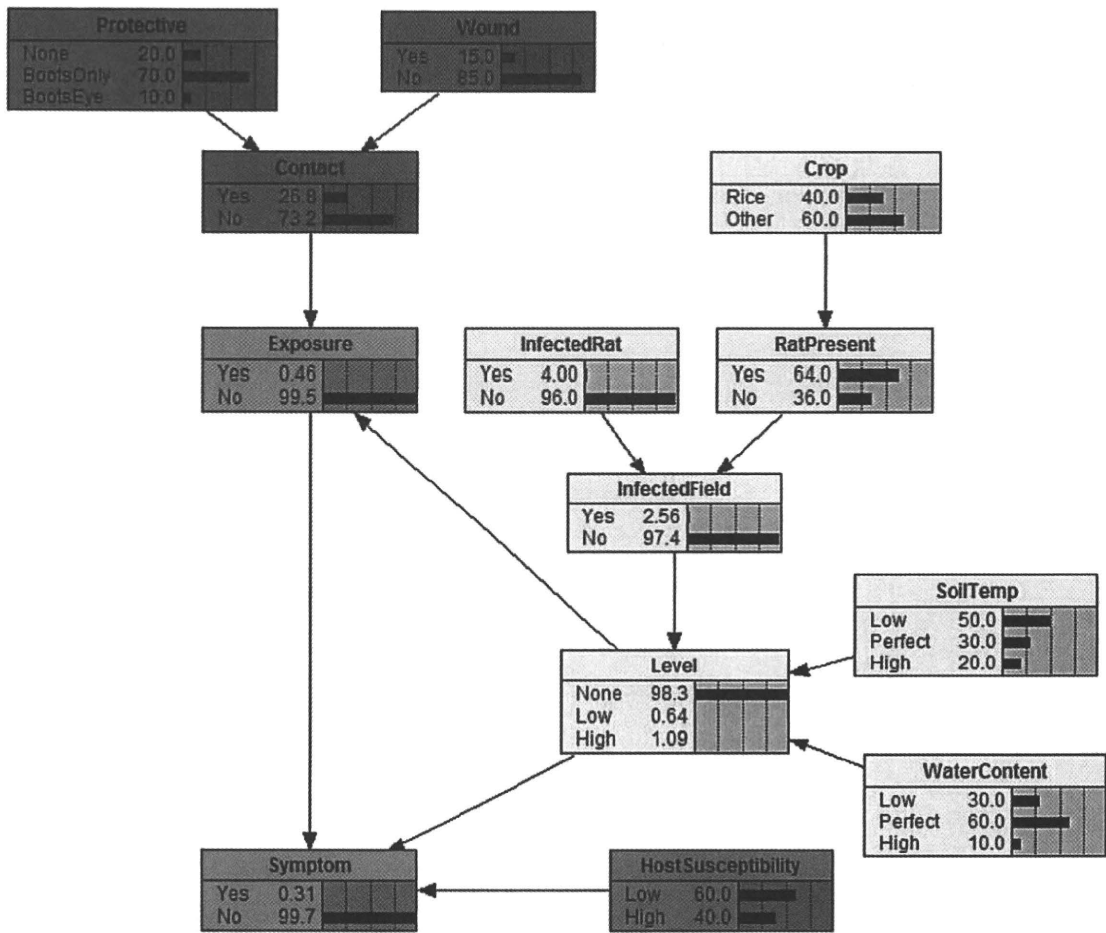 Protective
None 20.0
BootsOnly 70.0
BootsEye 10.0
Wound
Yes 15.0
No 85.0
Contact
Yes 26.8
No 73.2
Crop
Rice 40.0
Other 60.0
Exposure
Yes 0.46
No 99.5
InfectedRat
Yes 4.00
No 96.0
RatPresent
Yes 64.0
No 36.0
InfectedField
Yes 2.56
No 97.4
SoilTemp
Low 50.0
Perfect 30.0
High 20.0
Level
None 98.3
Low 0.64
High 1.09
WaterContent
Low 30.0
Perfect 60.0
High 10.0
Symptom
Yes 0.31
No 99.7
HostSusceptibility
Low 60.0
High 40.0